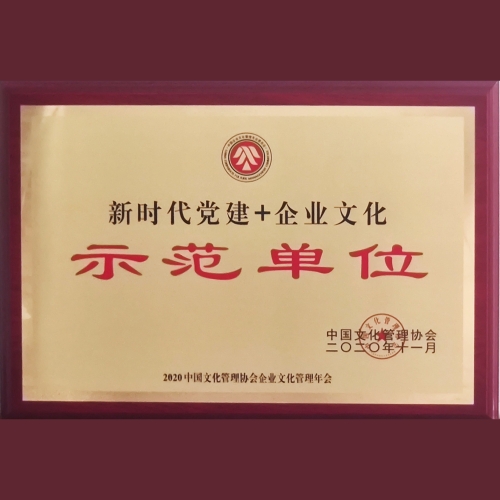 新时代党建+企业文化
示范单位
中国文化管理协会
二〇二〇年十一月
2020中国文化管理协会企业文化管理年会